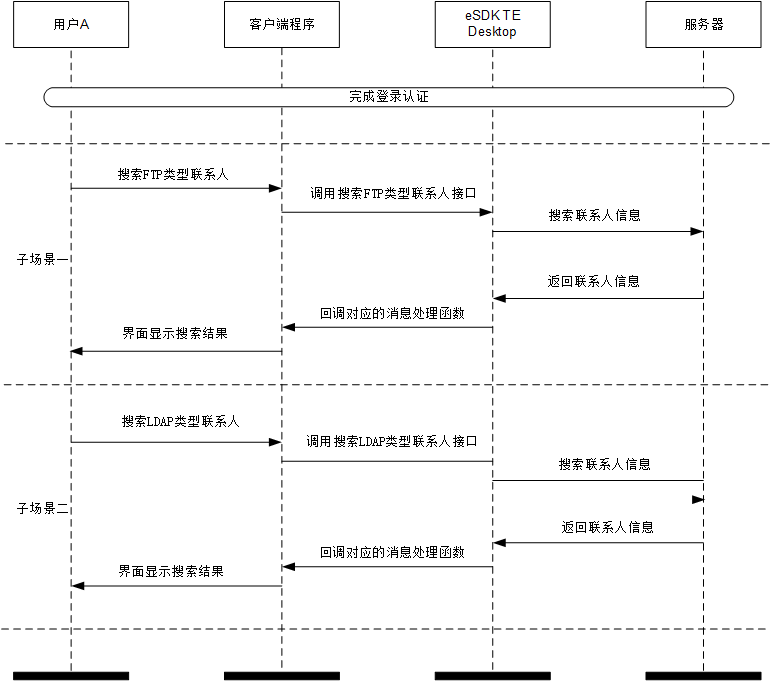 用户A
客户端程序
eSDK TE
Desktop
服务器
完成登录认证
搜索FTP类型联系人
调用搜索FTP类型联系人接口
搜索联系人信息
子场景一
返回联系人信息
回调对应的消息处理函数
界面显示搜索结果
搜索LDAP类型联系人
调用搜索LDAP类型联系人接口
搜索联系人信息
子场景二
返回联系人信息
回调对应的消息处理函数
界面显示搜索结果